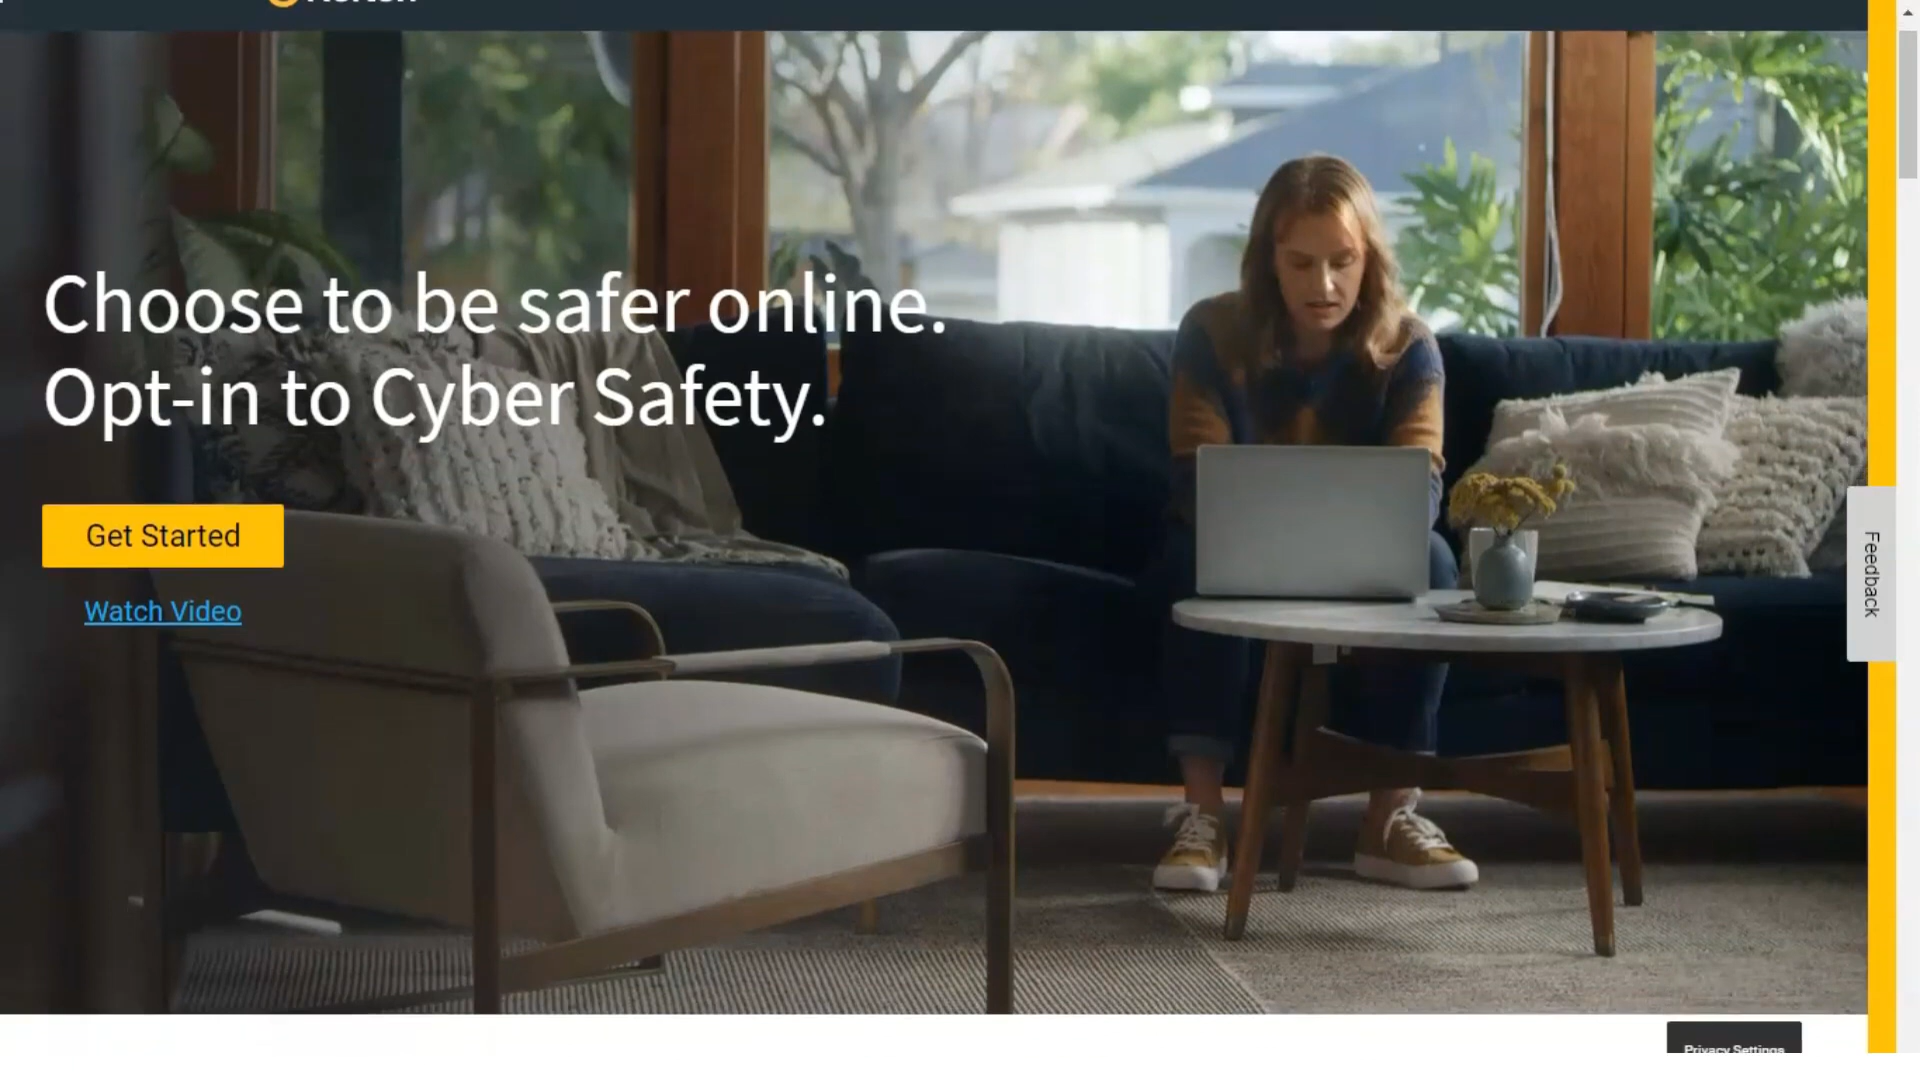 Choose to be safer online.
Opt-in to Cyber Safety.
Get Started
Watch Video
Feedback
Privacy Settings